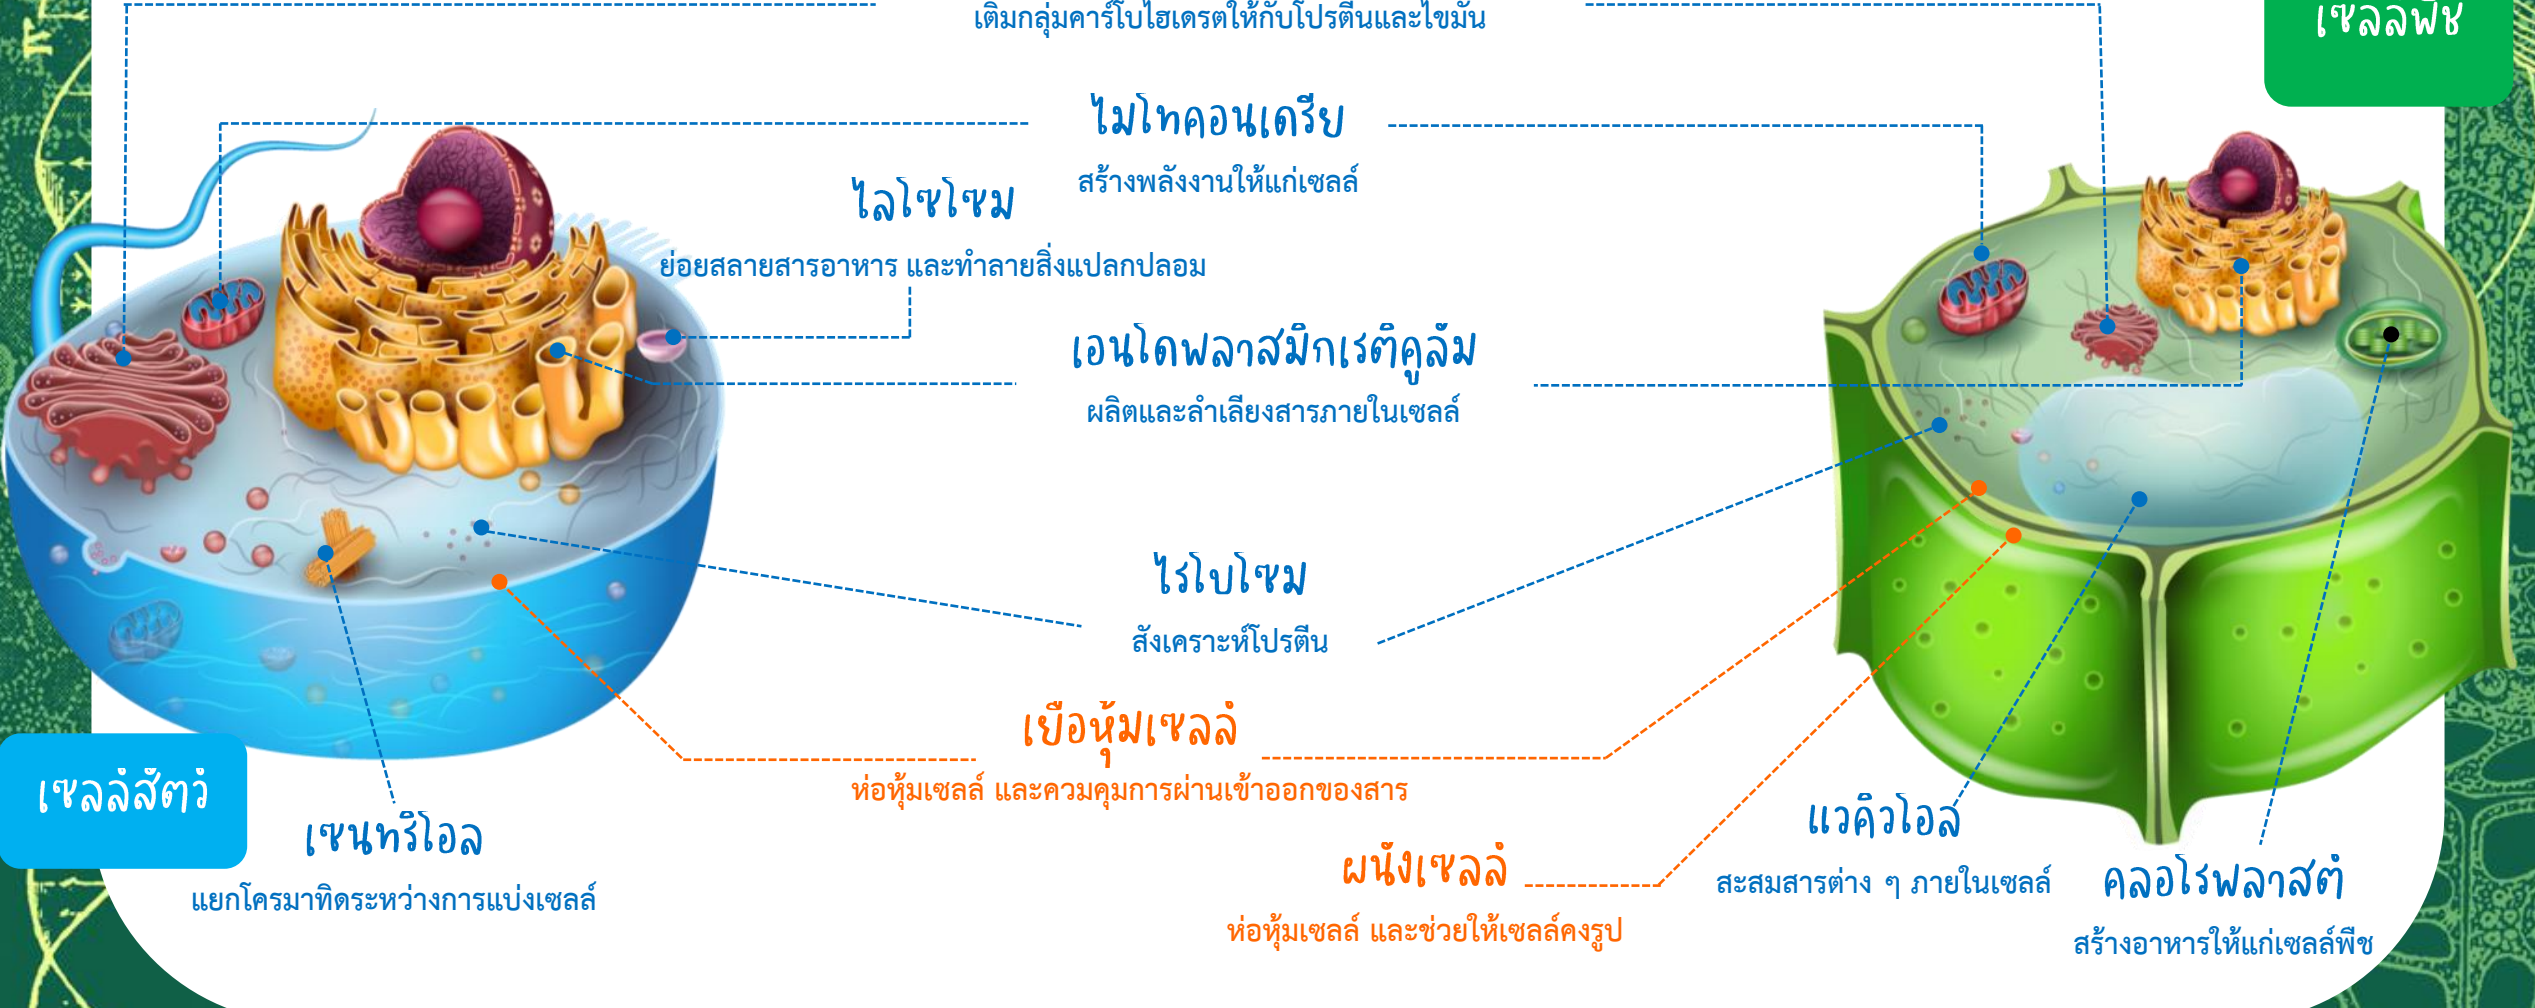 เติมกลุ่มคาร์โบไฮเดรตให้กับโปรตีนและไขมัน
เซลล์พืช
ไมโทคอนเดรีย
สร้างพลังงานให้แก่เซลล์
ไลโซโซม
ย่อยสลายสารอาหาร และทำลายสิ่งแปลกปลอม
เอนโดพลาสมิกเรติคูลัม
ผลิตและลำเลียงสารภายในเซลล์
ไรโบโซม
สังเคราะห์โปรตีน
เยื่อหุ้มเซลล์
ห่อหุ้มเซลล์ และควมคุมการผ่านเข้าออกของสาร
เซลล์สัตว์
เซนทริโอล
แยกโครมาทิดระหว่างการแบ่งเซลล์
ผนังเซลล์
ห่อหุ้มเซลล์ และช่วยให้เซลล์คงรูป
แวคิวโอล
สะสมสารต่าง ๆ ภายในเซลล์
คลอโรพลาสต์
สร้างอาหารให้แก่เซลล์พืช